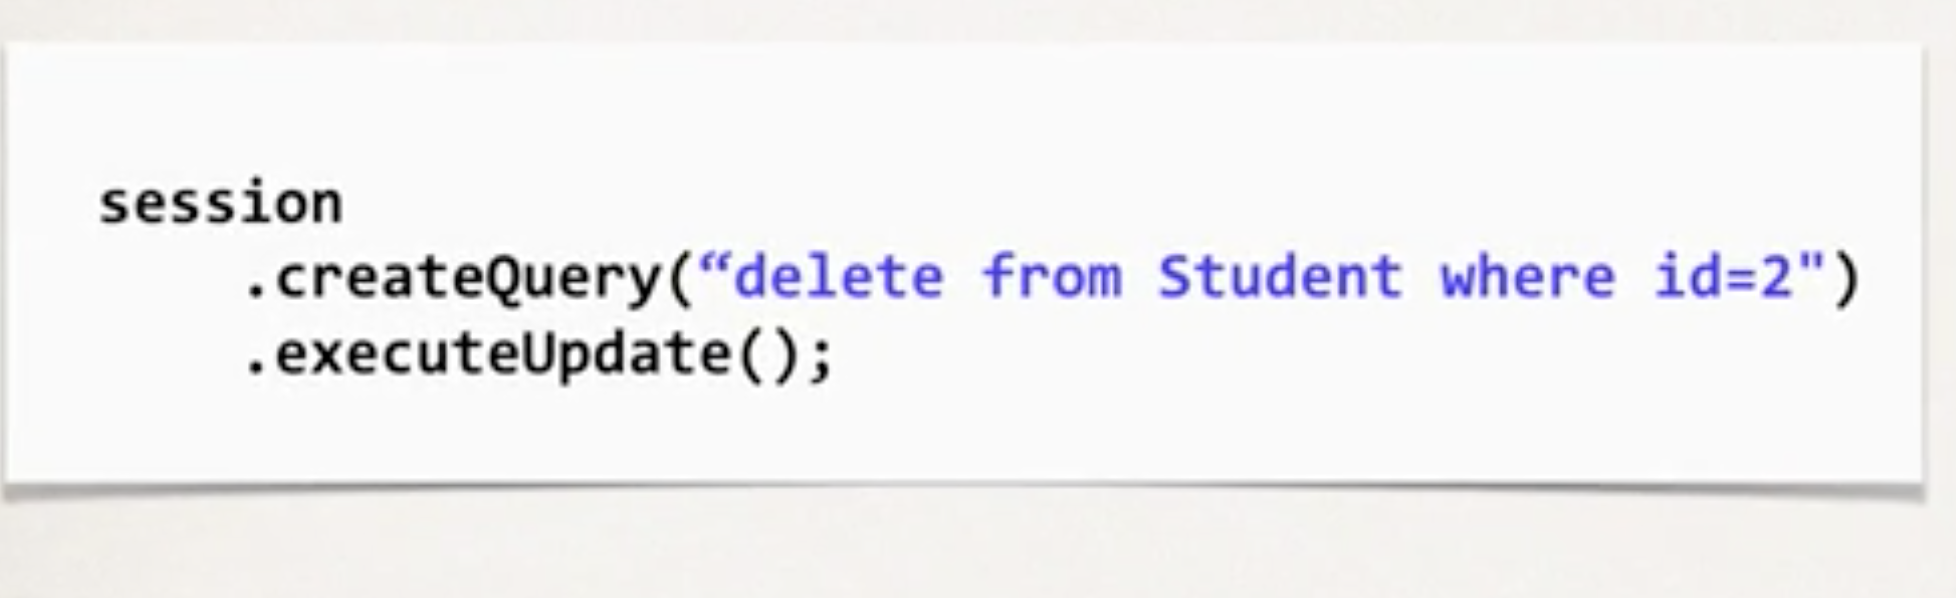 session
.createQuery(“delete from Student where id=2")
.executeUpdate();